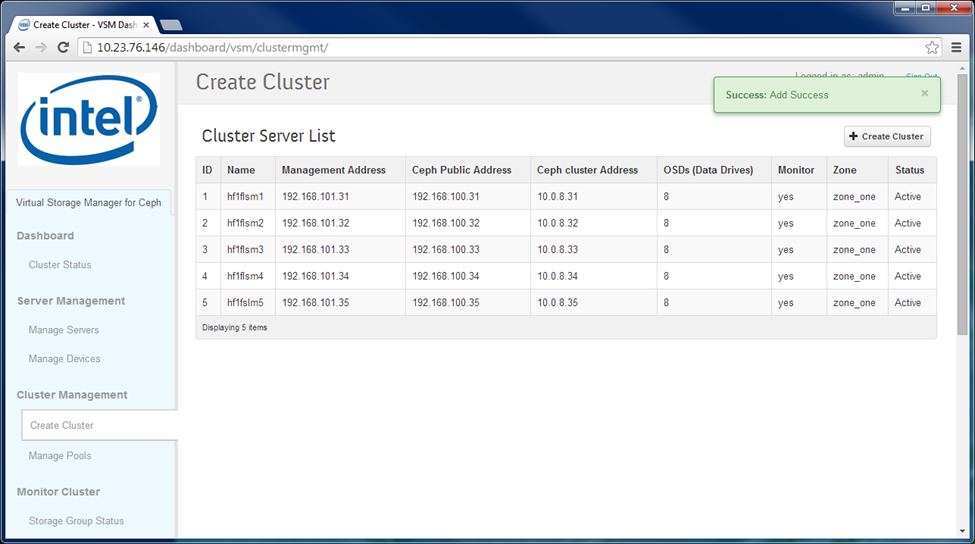 Create Cluster - VSM Dash
10.23.76.146/dashboard/vsm/clustermgmt/
intel®
Create Cluster
Logged in as: admin
Sign Out
Success: Add Success ×
Virtual Storage Manager for Ceph
Dashboard
Cluster Status
Server Management
Manage Servers
Manage Devices
Cluster Management
Create Cluster
Manage Pools
Monitor Cluster
Storage Group Status
Cluster Server List
+ Create Cluster
ID Name Management Address Ceph Public Address Ceph cluster Address OSDs (Data Drives) Monitor Zone Status
1 hf1flsm1 192.168.101.31 192.168.100.31 10.0.8.31 8 yes zone_one Active
2 hf1flsm2 192.168.101.32 192.168.100.32 10.0.8.32 8 yes zone_one Active
3 hf1flsm3 192.168.101.33 192.168.100.33 10.0.8.33 8 yes zone_one Active
4 hf1flsm4 192.168.101.34 192.168.100.34 10.0.8.34 8 yes zone_one Active
5 hf1fslm5 192.168.101.35 192.168.100.35 10.0.8.35 8 yes zone_one Active
Displaying 5 items